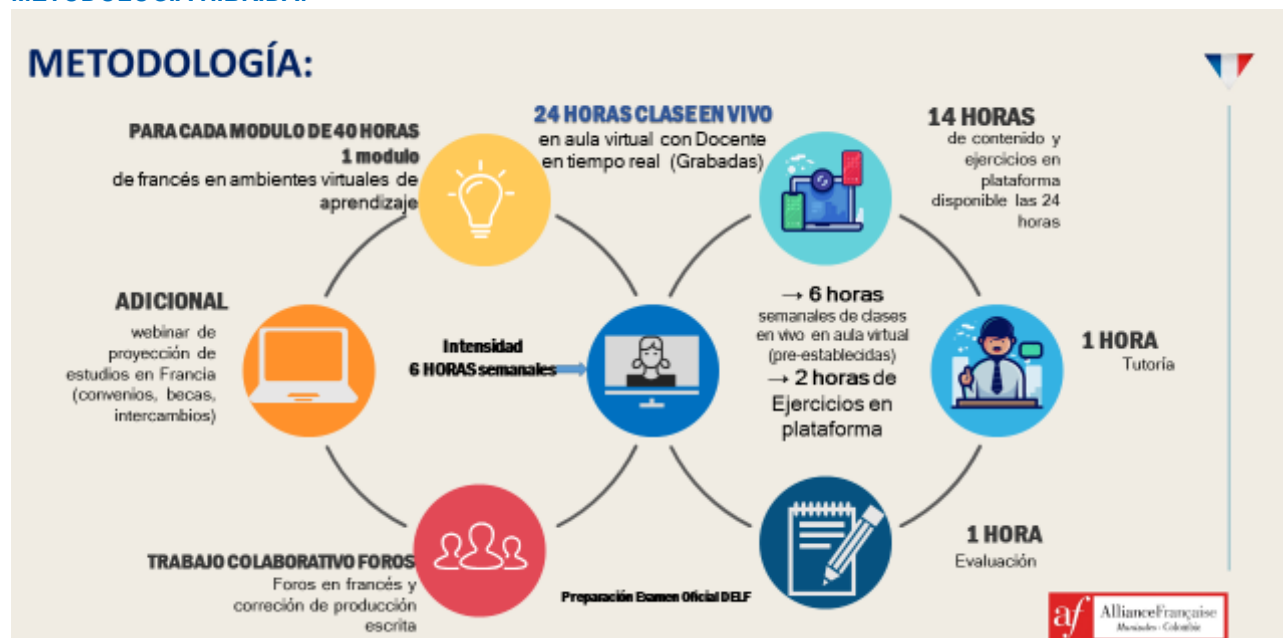 METODOLOGÍA:
PARA CADA MODULO DE 40 HORAS
1 modulo
de francés en ambientes virtuales de
aprendizaje
24 HORAS CLASE EN VIVO
en aula virtual con Docente
en tiempo real (Grabadas)
14 HORAS
de contenido y
ejercicios en
plataforma
disponible las 24
horas
ADICIONAL
webinar de
proyección de
estudios en Francia
(convenios, becas,
intercambios)
Intensidad
6 HORAS semanales
→ 6 horas
semanales de clases
en vivo en aula virtual
(pre-establecidas)
→ 2 horas de
Ejercicios en
plataforma
1 HORA
Tutoría
TRABAJO COLABORATIVO FOROS
Foros en francés y
correción de producción
escrita
Preparación Examen Oficial DELF
1 HORA
Evaluación
af AllianceFrançaise
Manizales - Colombia